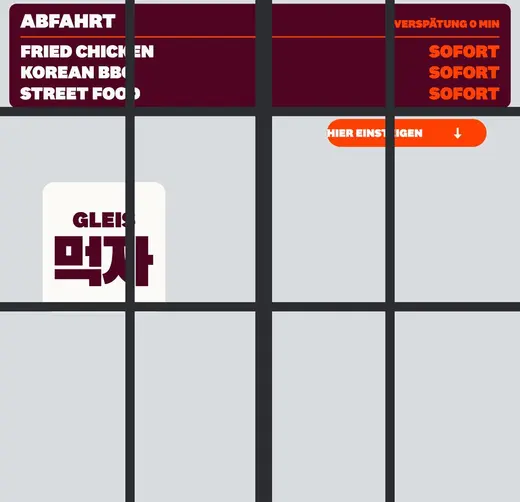 ABFAHRT
VERSPÄTUNG 0 MIN
FRIED CHICKEN SOFORT
KOREAN BBQ SOFORT
STREET FOOD SOFORT
HIER EINSTEIGEN ↓
GLEIS
먹자